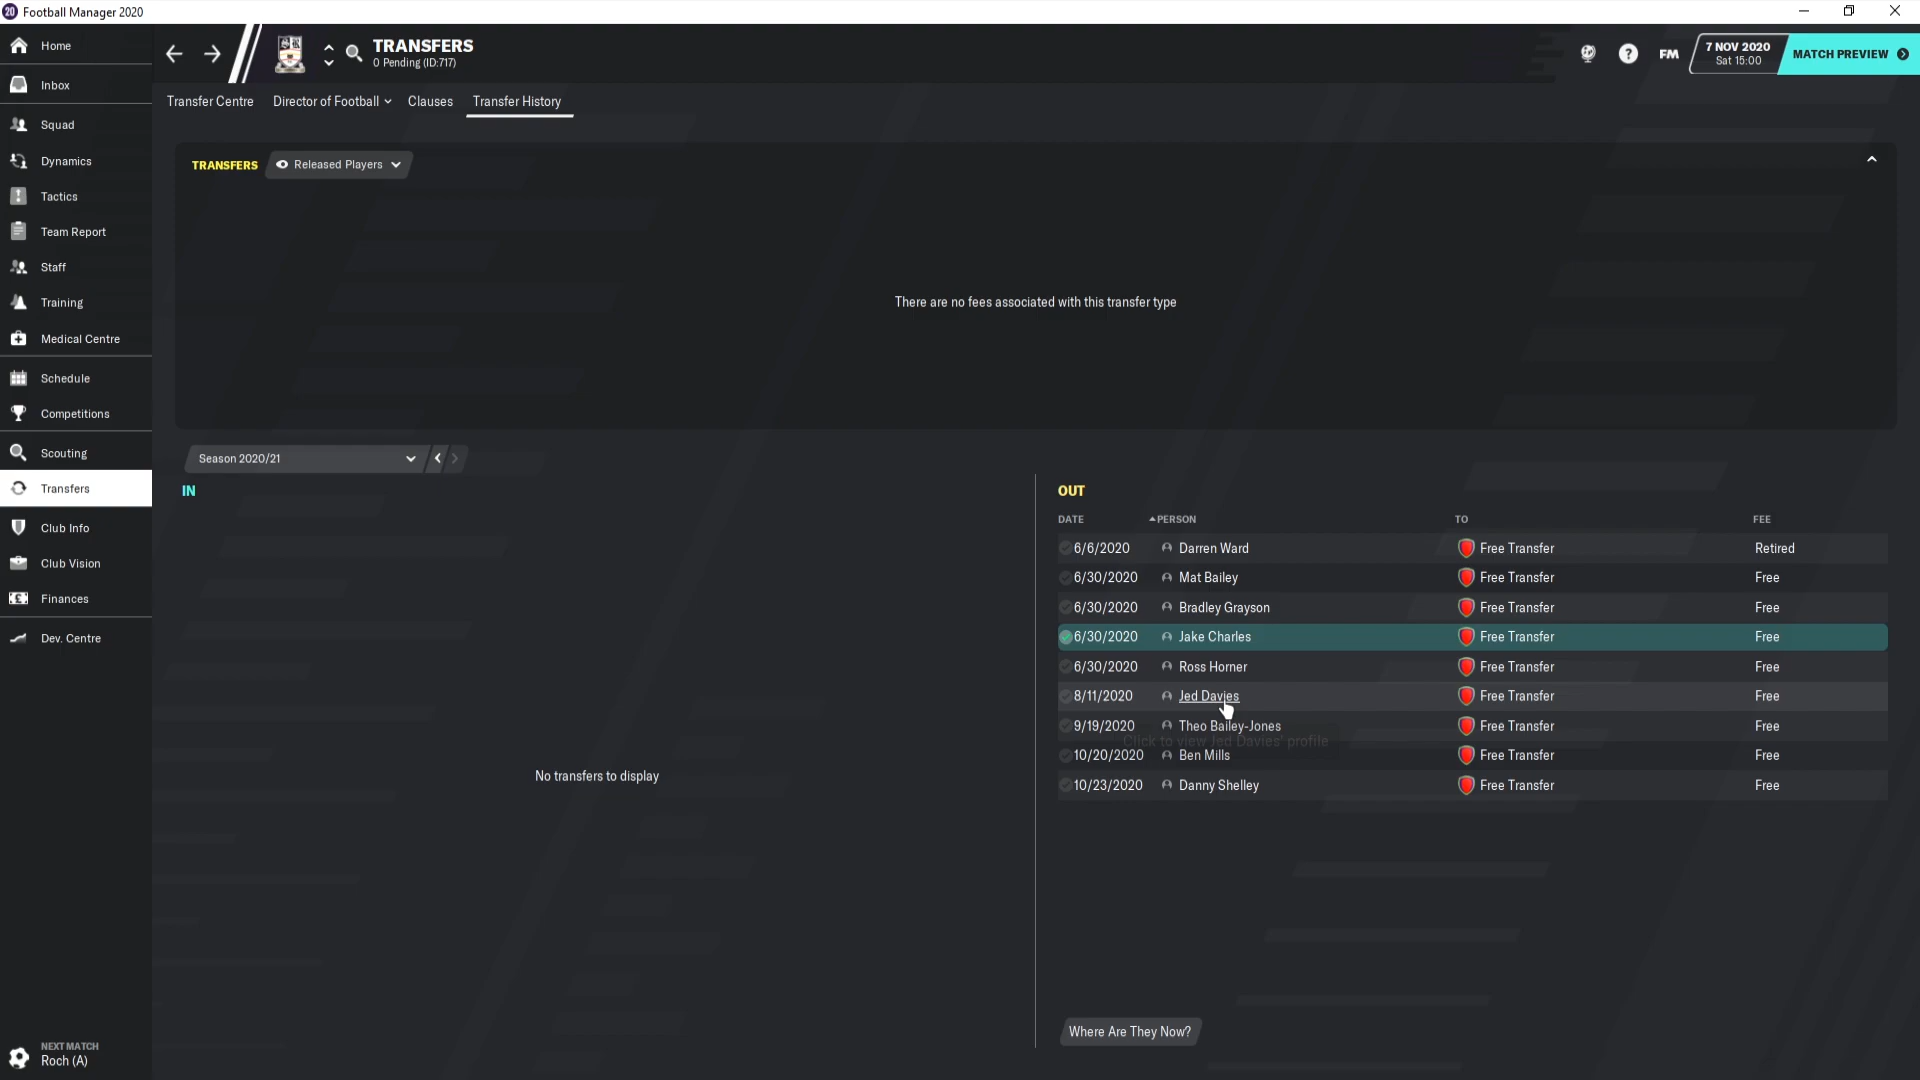 Football Manager 2020
Home
Inbox
Squad
Dynamics
Tactics
Team Report
Staff
Training
Medical Centre
Schedule
Competitions
Scouting
Transfers
Club Info
Club Vision
Finances
Dev. Centre
NEXT MATCH
Roch (A)
TRANSFERS
0 Pending (ID:717)
FM
7 NOV 2020
Sat 15:00
MATCH PREVIEW
Transfer Centre Director of Football Clauses Transfer History
TRANSFERS Released Players
There are no fees associated with this transfer type
Season 2020/21
IN
No transfers to display
OUT
DATE PERSON TO FEE
6/6/2020 Darren Ward Free Transfer Retired
6/30/2020 Mat Bailey Free Transfer Free
6/30/2020 Bradley Grayson Free Transfer Free
6/30/2020 Jake Charles Free Transfer Free
6/30/2020 Ross Horner Free Transfer Free
8/11/2020 Jed Davies Free Transfer Free
9/19/2020 Theo Bailey-Jones Free Transfer Free
Click to view Jed Davies' profile
10/20/2020 Ben Mills Free Transfer Free
10/23/2020 Danny Shelley Free Transfer Free
Where Are They Now?